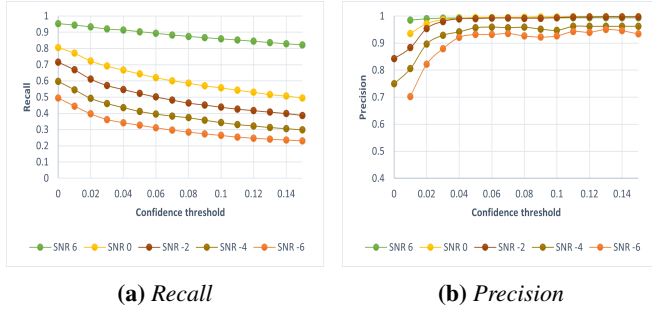 1
0.9
0.8
0.7
0.6
0.5
0.4
0.3
0.2
0.1
0
Recall
0 0.02 0.04 0.06 0.08 0.1 0.12 0.14
Confidence threshold
SNR 6 SNR 0 SNR -2 SNR -4 SNR -6
(a) Recall
1
0.9
0.8
0.7
0.6
0.5
0.4
Precision
0 0.02 0.04 0.06 0.08 0.1 0.12 0.14
Confidence threshold
SNR 6 SNR 0 SNR -2 SNR -4 SNR -6
(b) Precision